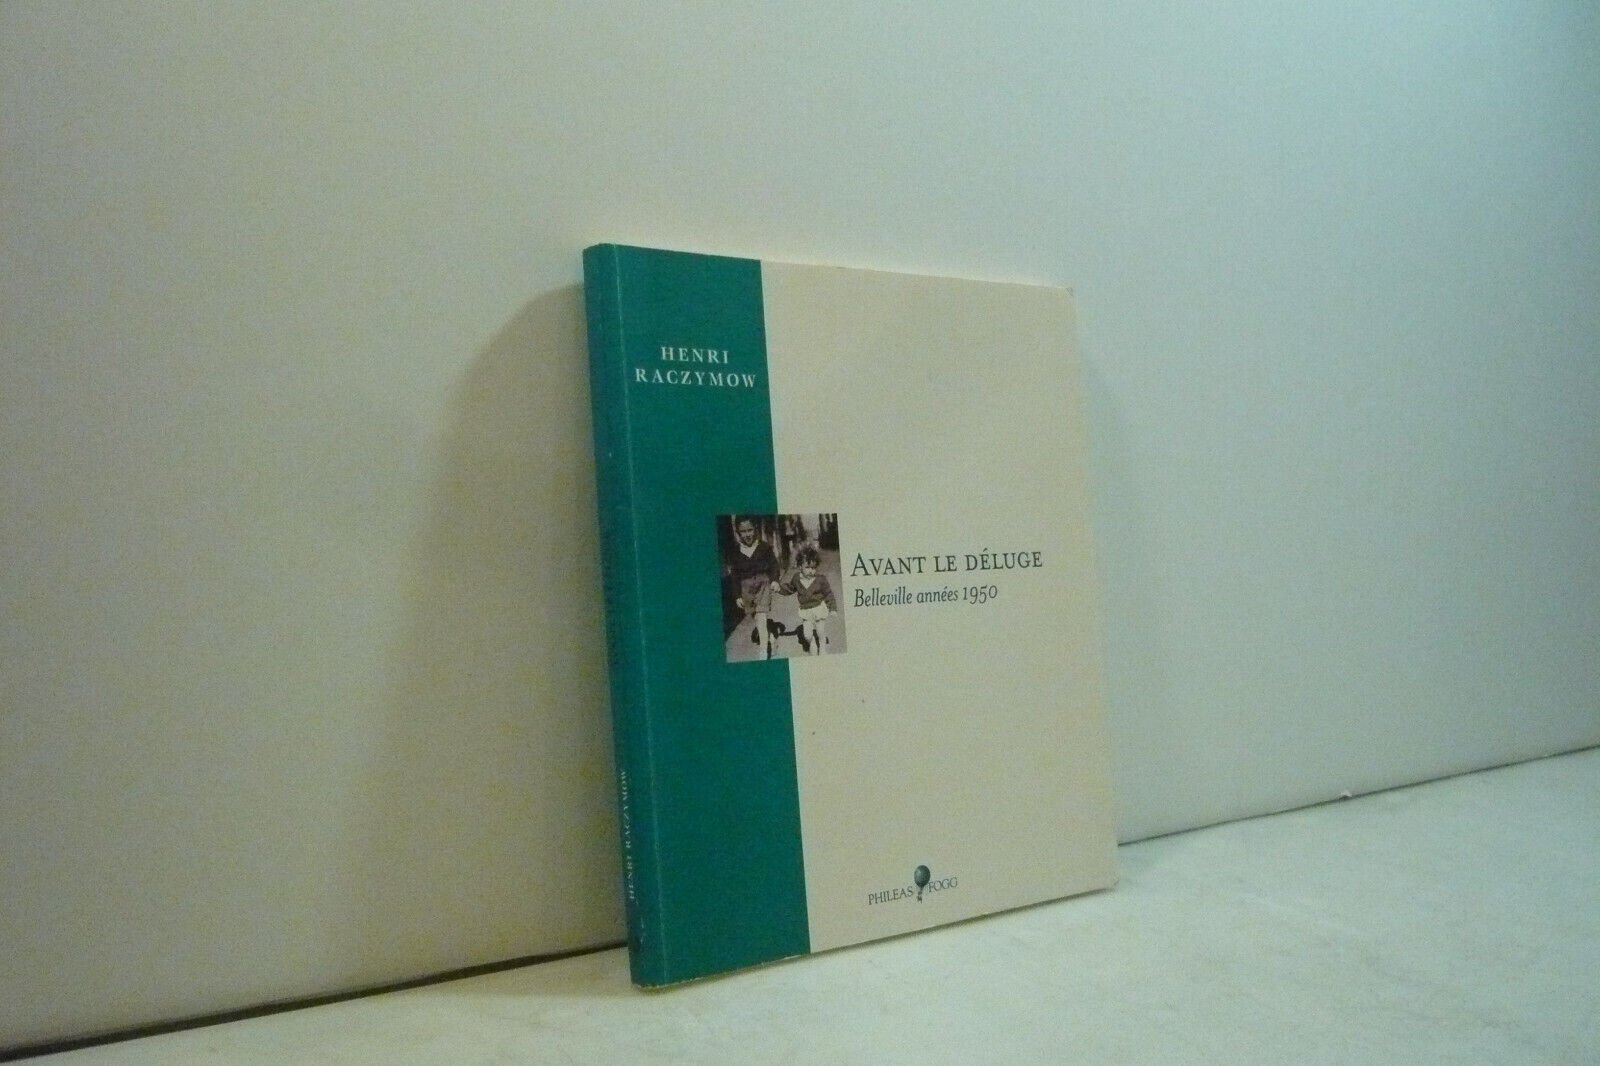 HENRI
RACZYMOW
AVANT LE DÉLUGE
Belleville années 1950
PHILEAS FOGG
HENRI RACZYMOW